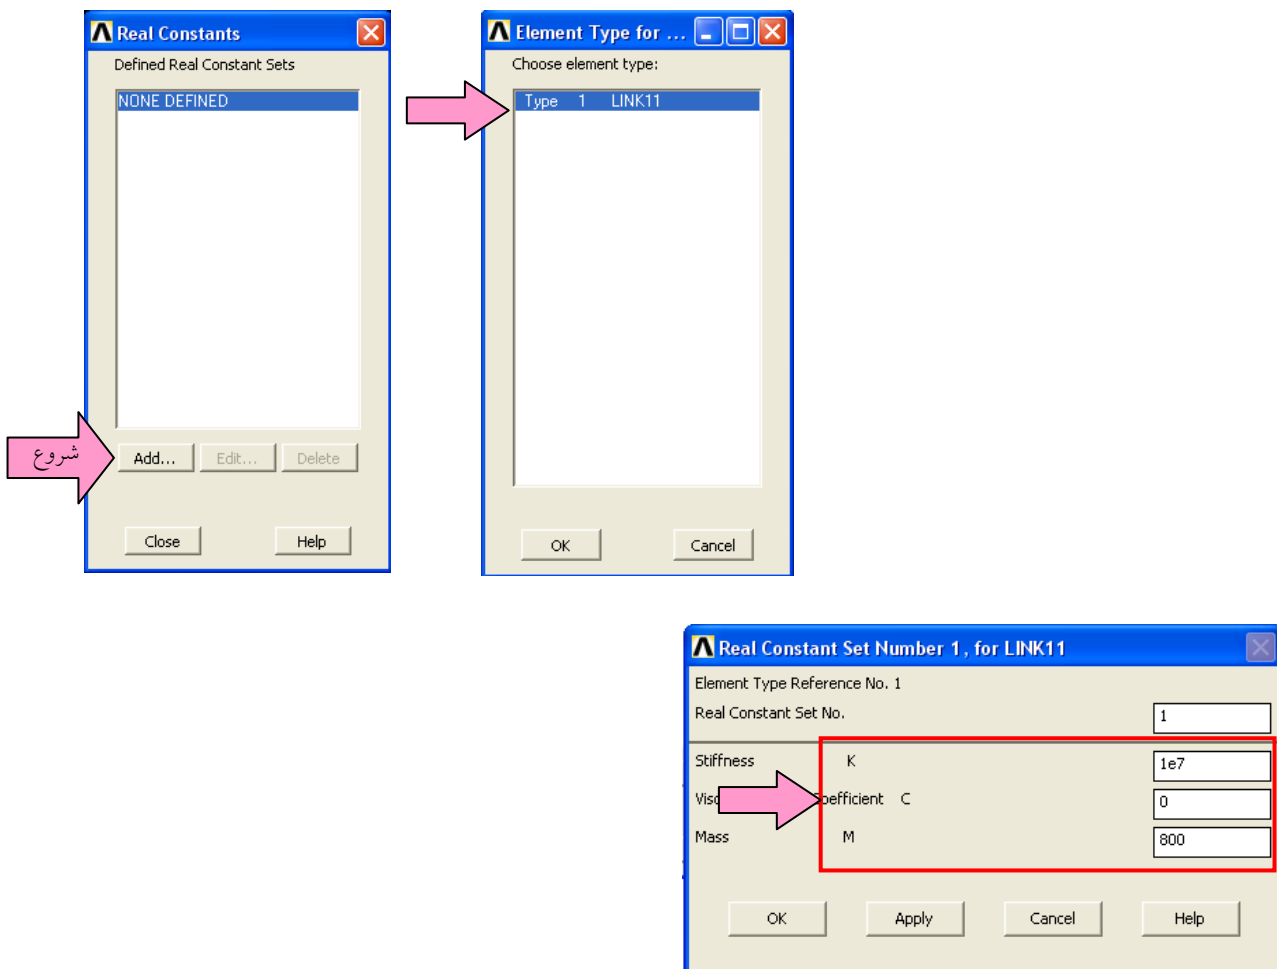 Real Constants
Defined Real Constant Sets
NONE DEFINED
شروع
Add...
Edit...
Delete
Close
Help
Element Type for ...
Choose element type:
Type 1 LINK11
OK
Cancel
Real Constant Set Number 1, for LINK11
Element Type Reference No. 1
Real Constant Set No. 1
Stiffness K 1e7
C 0
Mass M 800
OK
Apply
Cancel
Help